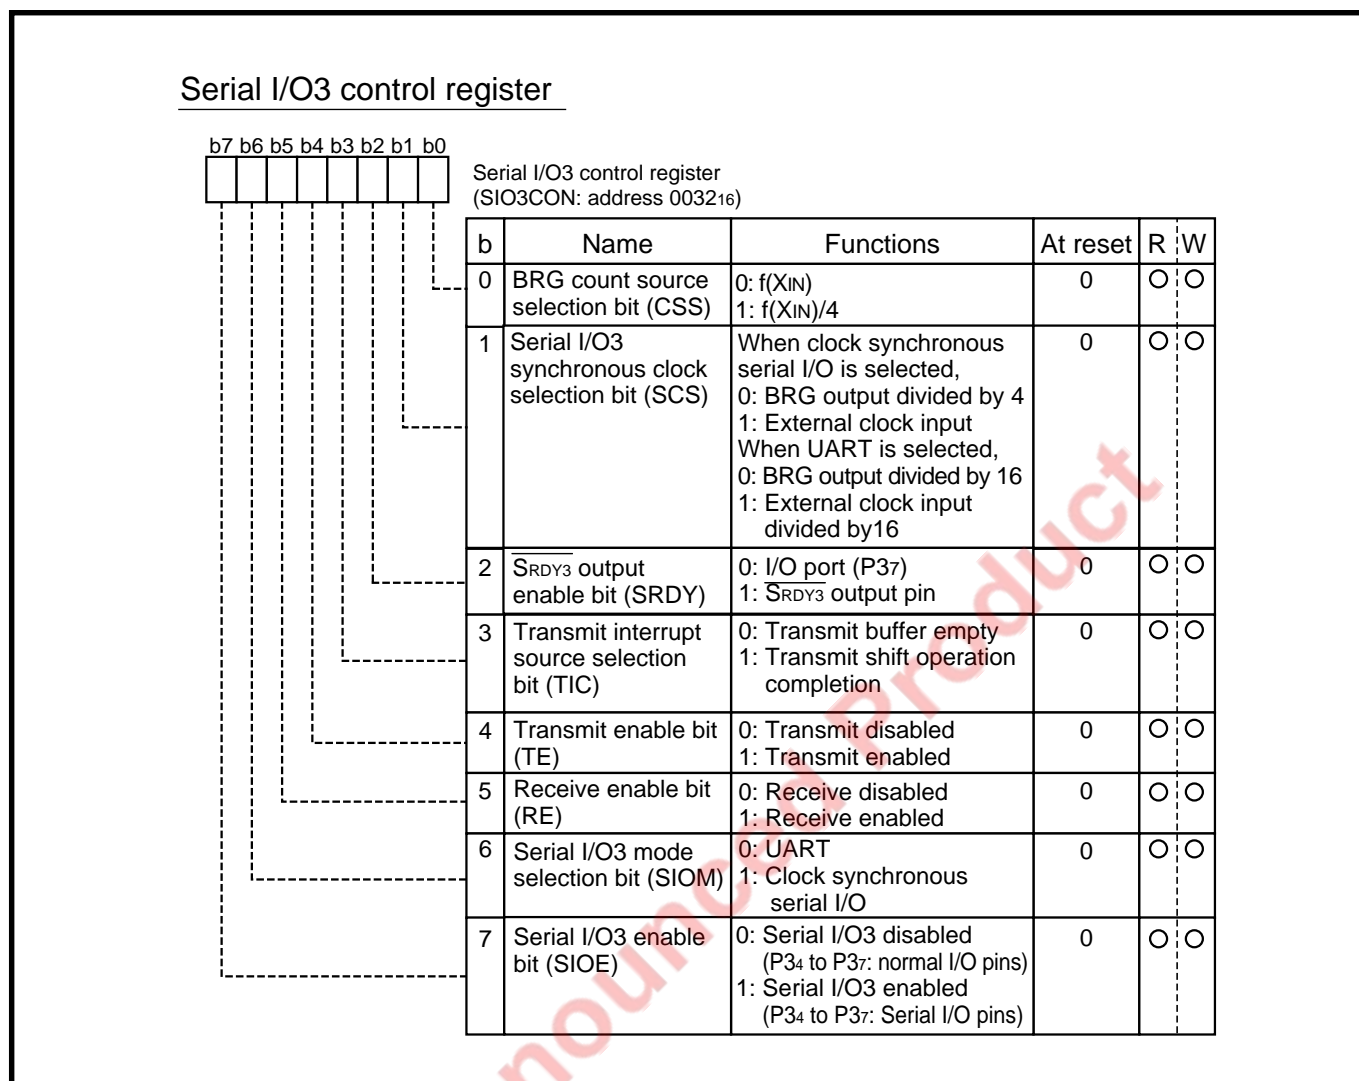 Serial I/O3 control register
b7 b6 b5 b4 b3 b2 b1 b0
Serial I/O3 control register
(SIO3CON: address 003216)
b Name Functions At reset R W
0 BRG count source selection bit (CSS)
0: f(XIN)
1: f(XIN)/4
0 ○ ○
1 Serial I/O3
synchronous clock
selection bit (SCS)
When clock synchronous
serial I/O is selected,
0: BRG output divided by 4
1: External clock input
When UART is selected,
0: BRG output divided by 16
1: External clock input
divided by16
0 ○ ○
2 SRDY3 output
enable bit (SRDY)
0: I/O port (P37)
1: SRDY3 output pin
0 ○ ○
3 Transmit interrupt
source selection
bit (TIC)
0: Transmit buffer empty
1: Transmit shift operation
completion
0 ○ ○
4 Transmit enable bit
(TE)
0: Transmit disabled
1: Transmit enabled
0 ○ ○
5 Receive enable bit
(RE)
0: Receive disabled
1: Receive enabled
0 ○ ○
6 Serial I/O3 mode
selection bit (SIOM)
0: UART
1: Clock synchronous
serial I/O
0 ○ ○
7 Serial I/O3 enable
bit (SIOE)
0: Serial I/O3 disabled
(P34 to P37: normal I/O pins)
1: Serial I/O3 enabled
(P34 to P37: Serial I/O pins)
0 ○ ○
nounced Product